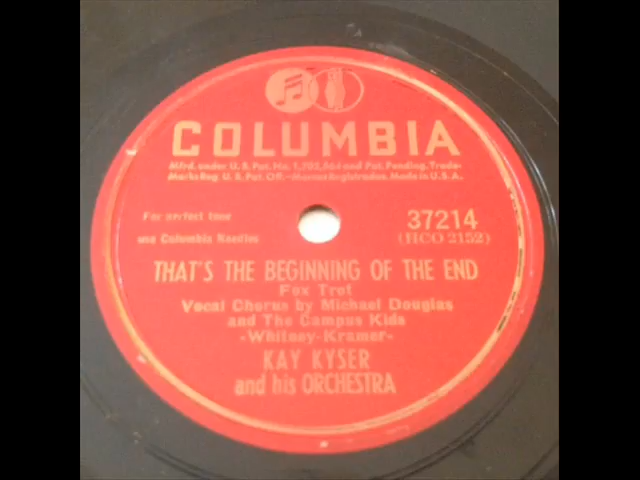 COLUMBIA
Mfrd. under U.S. Pat. No. 1,702,564 and Pat. Pending. Trade-
Marks Reg. U.S. Pat. Off. - Marcas Registradas. Made in U.S.A.
For perfect tone
use Columbia Needles
37214
(HCO 2152)
THAT'S THE BEGINNING OF THE END
Fox Trot
Vocal Chorus by Michael Douglas
and The Campus Kids
-Whitney-Kramer-
KAY KYSER
and his ORCHESTRA